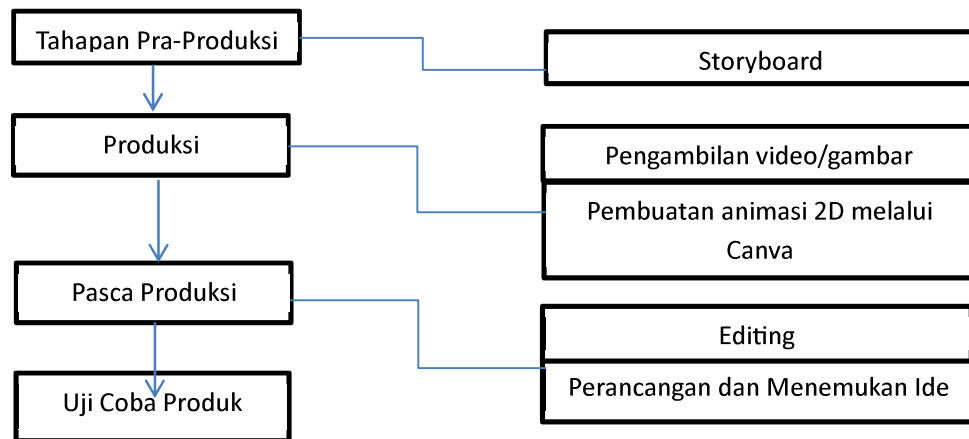 Tahapan Pra-Produksi
Storyboard
Produksi
Pengambilan video/gambar
Pembuatan animasi 2D melalui
Canva
Pasca Produksi
Editing
Perancangan dan Menemukan Ide
Uji Coba Produk